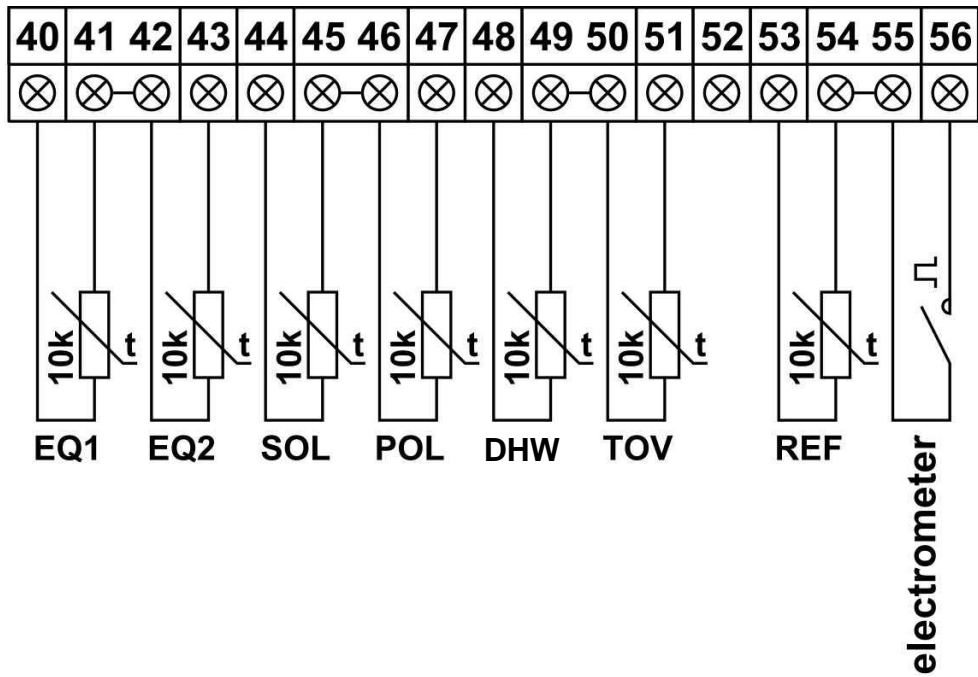 40 41 42 43 44 45 46 47 48 49 50 51 52 53 54 55 56
10k t 10k t 10k t 10k t 10k t 10k t 10k t
EQ1 EQ2 SOL POL DHW TOV REF
electrometer